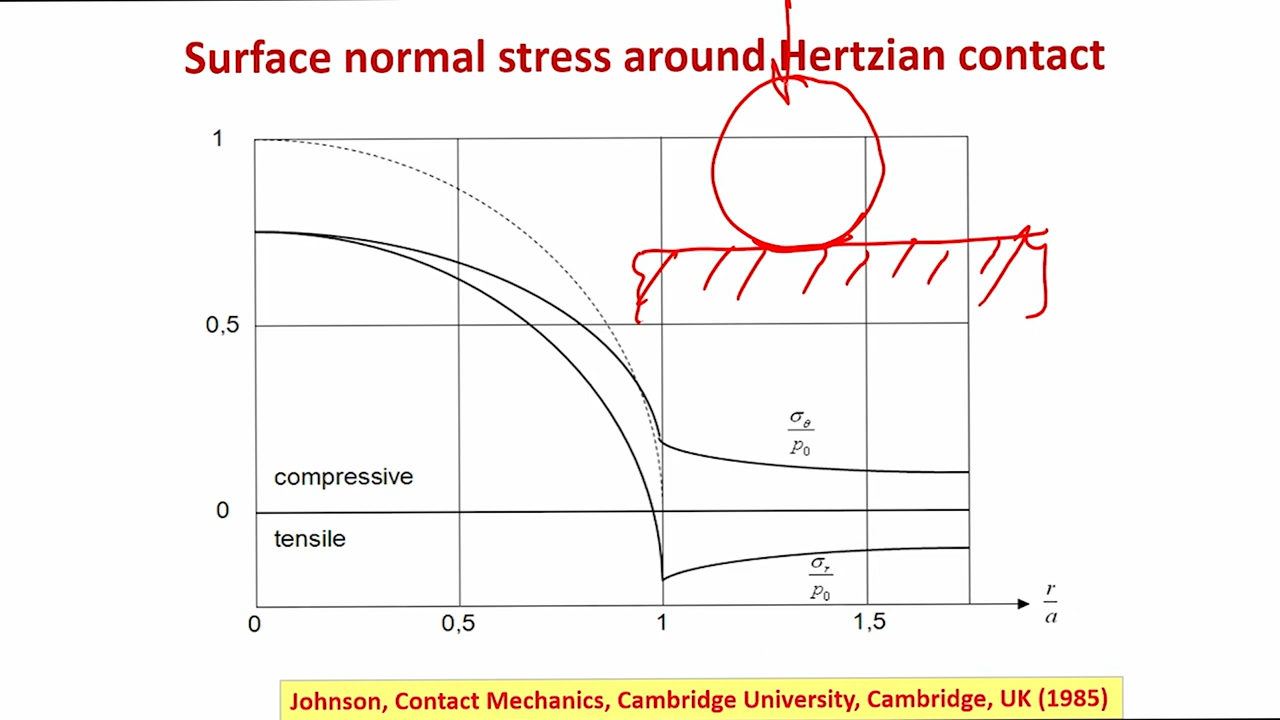 Surface normal stress around Hertzian contact
1
0,5
σθ
p0
compressive
0
tensile
σr
p0
r
a
0
0,5
1
1,5
Johnson, Contact Mechanics, Cambridge University, Cambridge, UK (1985)